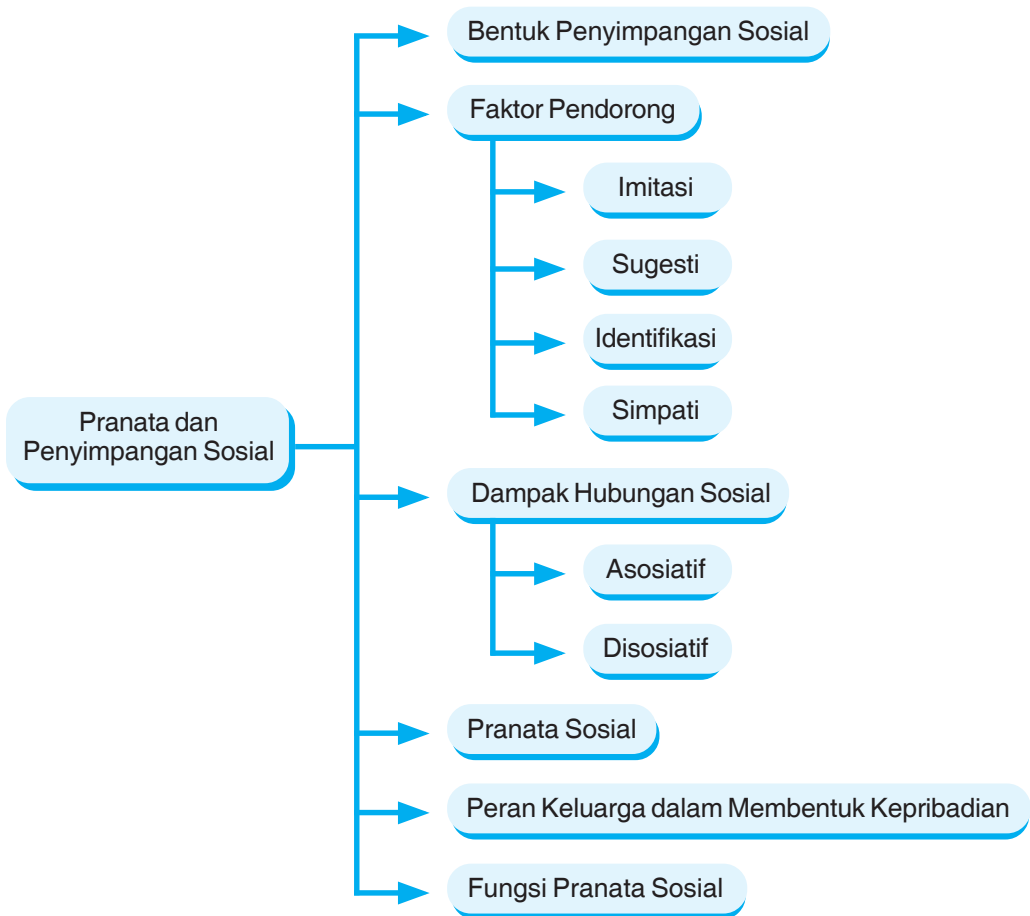 Bentuk Penyimpangan Sosial
Faktor Pendorong
Imitasi
Sugesti
Identifikasi
Simpati
Pranata dan
Penyimpangan Sosial
Dampak Hubungan Sosial
Asosiatif
Disosiatif
Pranata Sosial
Peran Keluarga dalam Membentuk Kepribadian
Fungsi Pranata Sosial